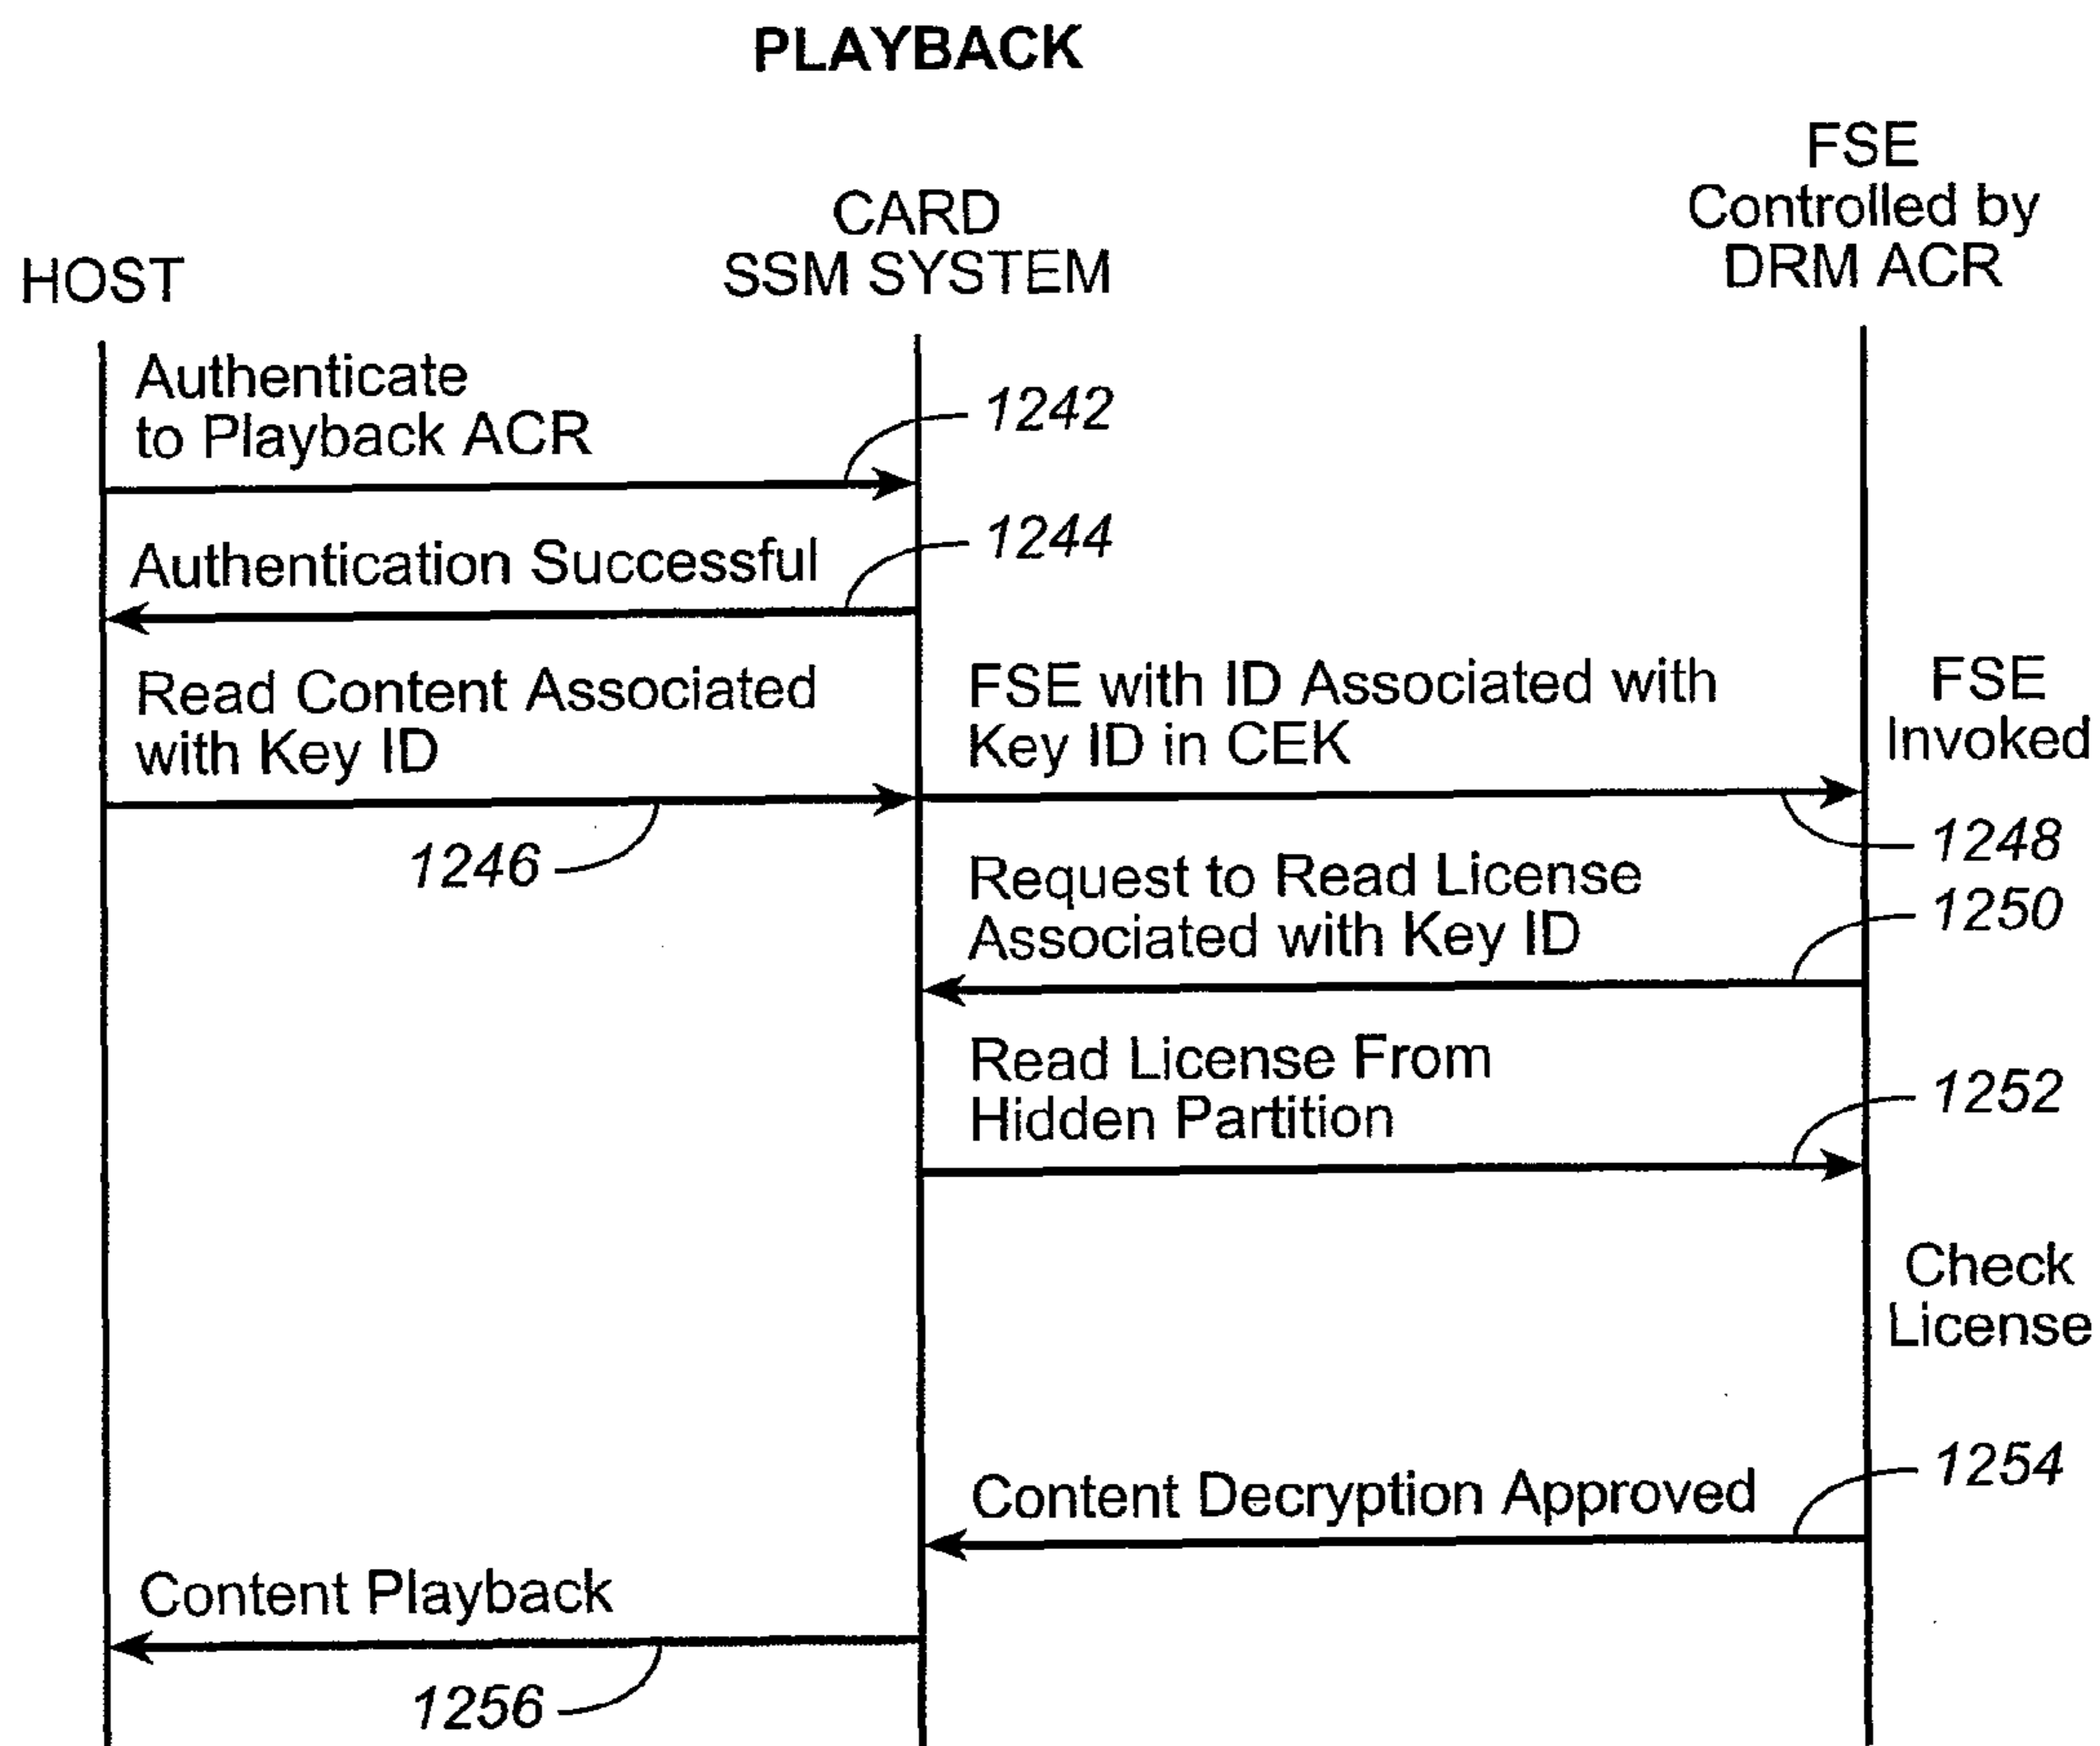 PLAYBACK
HOST
CARD
SSM SYSTEM
FSE
Controlled by
DRM ACR
Authenticate
to Playback ACR
1242
Authentication Successful
1244
Read Content Associated
with Key ID
1246
FSE with ID Associated with
Key ID in CEK
FSE
Invoked
1248
Request to Read License
Associated with Key ID
1250
Read License From
Hidden Partition
1252
Check
License
Content Decryption Approved
1254
Content Playback
1256